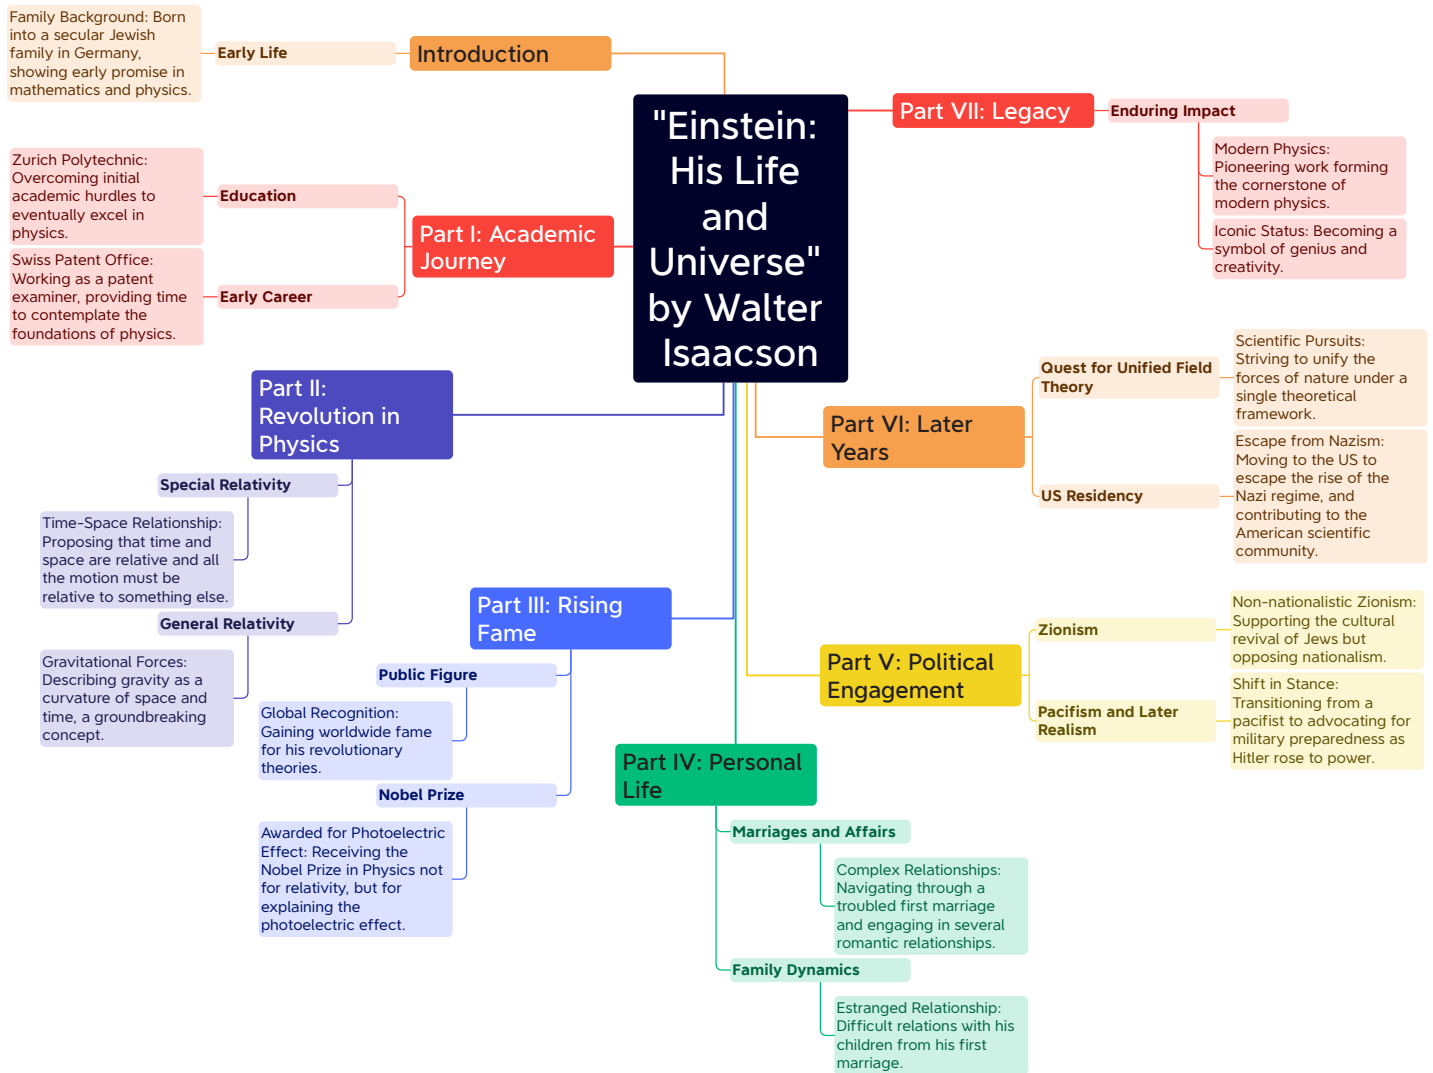 "Einstein:
His Life
and
Universe"
by Walter
Isaacson
Introduction
Early Life
Family Background: Born
into a secular Jewish
family in Germany,
showing early promise in
mathematics and physics.
Part I: Academic
Journey
Education
Zurich Polytechnic:
Overcoming initial
academic hurdles to
eventually excel in
physics.
Early Career
Swiss Patent Office:
Working as a patent
examiner, providing time
to contemplate the
foundations of physics.
Part II:
Revolution in
Physics
Special Relativity
Time-Space Relationship:
Proposing that time and
space are relative and all
the motion must be
relative to something else.
General Relativity
Gravitational Forces:
Describing gravity as a
curvature of space and
time, a groundbreaking
concept.
Part III: Rising
Fame
Public Figure
Global Recognition:
Gaining worldwide fame
for his revolutionary
theories.
Nobel Prize
Awarded for Photoelectric
Effect: Receiving the
Nobel Prize in Physics not
for relativity, but for
explaining the
photoelectric effect.
Part IV: Personal
Life
Marriages and Affairs
Complex Relationships:
Navigating through a
troubled first marriage
and engaging in several
romantic relationships.
Family Dynamics
Estranged Relationship:
Difficult relations with his
children from his first
marriage.
Part V: Political
Engagement
Zionism
Non-nationalistic Zionism:
Supporting the cultural
revival of Jews but
opposing nationalism.
Pacifism and Later
Realism
Shift in Stance:
Transitioning from a
pacifist to advocating for
military preparedness as
Hitler rose to power.
Part VI: Later
Years
Quest for Unified Field
Theory
Scientific Pursuits:
Striving to unify the
forces of nature under a
single theoretical
framework.
US Residency
Escape from Nazism:
Moving to the US to
escape the rise of the
Nazi regime, and
contributing to the
American scientific
community.
Part VII: Legacy
Enduring Impact
Modern Physics:
Pioneering work forming
the cornerstone of
modern physics.
Iconic Status: Becoming a
symbol of genius and
creativity.